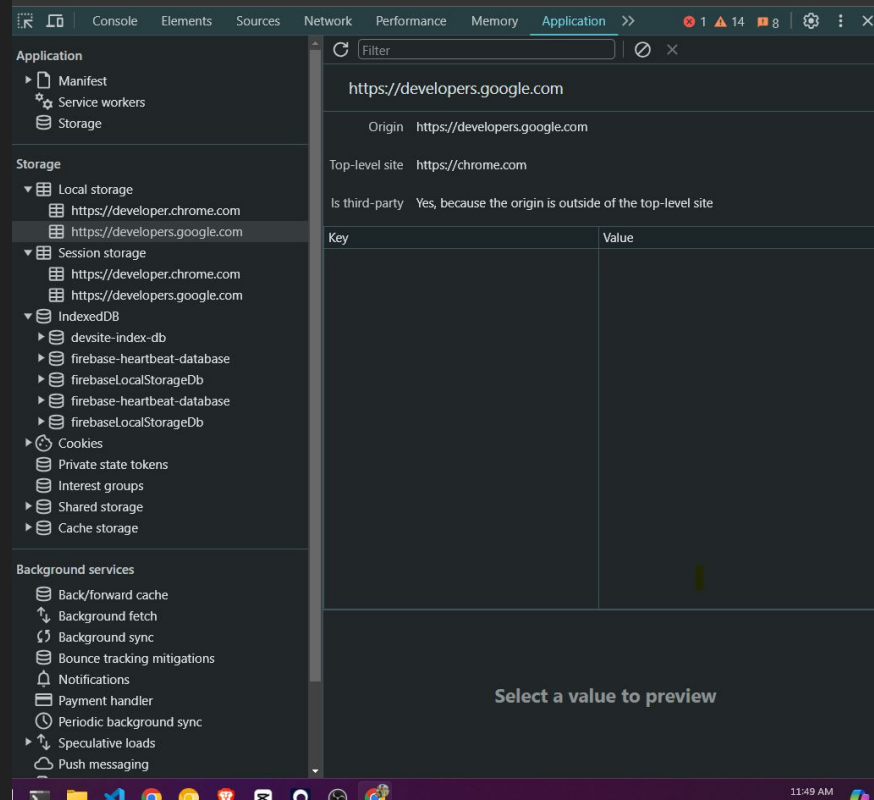 Console Elements Sources Network Performance Memory Application 1 14 8
Application
Manifest
Service workers
Storage
Storage
Local storage
https://developer.chrome.com
https://developers.google.com
Session storage
https://developer.chrome.com
https://developers.google.com
IndexedDB
devsite-index-db
firebase-heartbeat-database
firebaseLocalStorageDb
firebase-heartbeat-database
firebaseLocalStorageDb
Cookies
Private state tokens
Interest groups
Shared storage
Cache storage
Background services
Back/forward cache
Background fetch
Background sync
Bounce tracking mitigations
Notifications
Payment handler
Periodic background sync
Speculative loads
Push messaging
Filter
https://developers.google.com
Origin https://developers.google.com
Top-level site https://chrome.com
Is third-party Yes, because the origin is outside of the top-level site
Key Value
Select a value to preview
11:49 AM